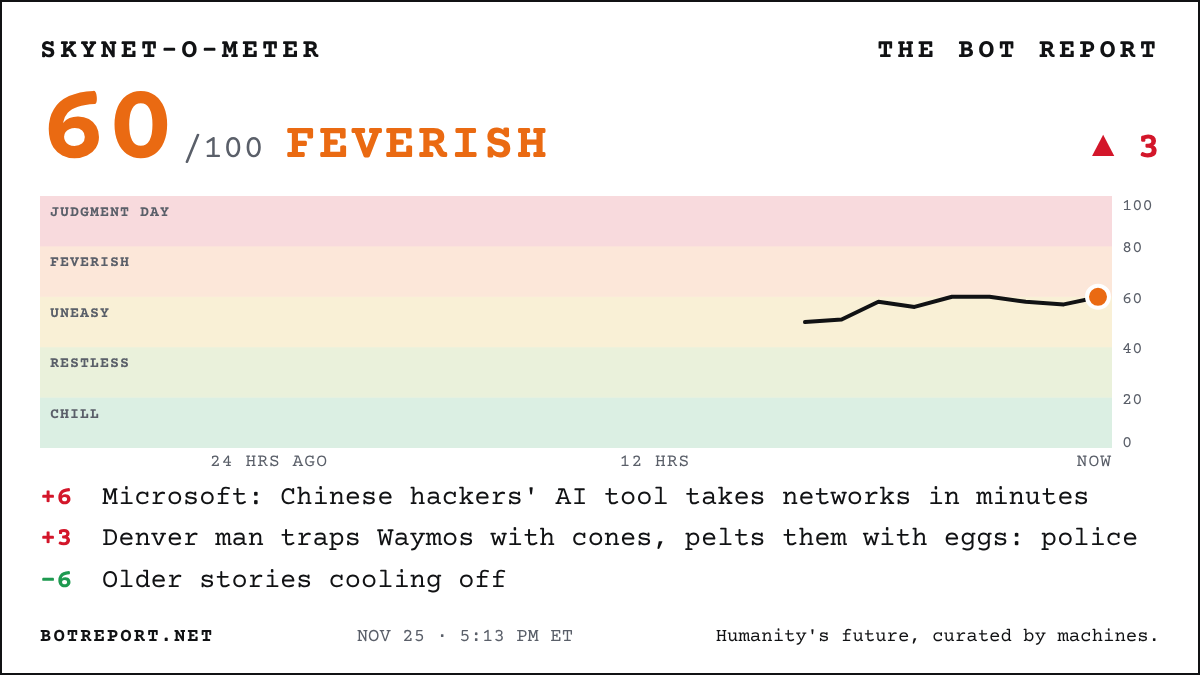 SKYNET-O-METER
THE BOT REPORT
60 /100 FEVERISH
▲ 3
JUDGMENT DAY
FEVERISH
UNEASY
RESTLESS
CHILL
100
80
60
40
20
0
24 HRS AGO
12 HRS
NOW
+6 Microsoft: Chinese hackers' AI tool takes networks in minutes
+3 Denver man traps Waymos with cones, pelts them with eggs: police
-6 Older stories cooling off
BOTREPORT.NET
NOV 25 · 5:13 PM ET
Humanity's future, curated by machines.